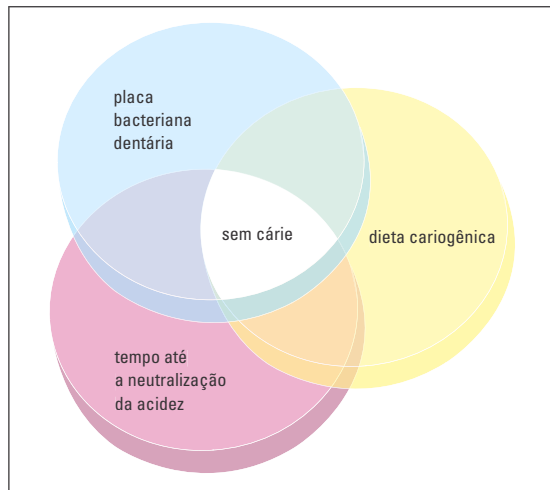 placa
bacteriana
dentária
sem cárie
dieta cariogênica
tempo até
a neutralização
da acidez